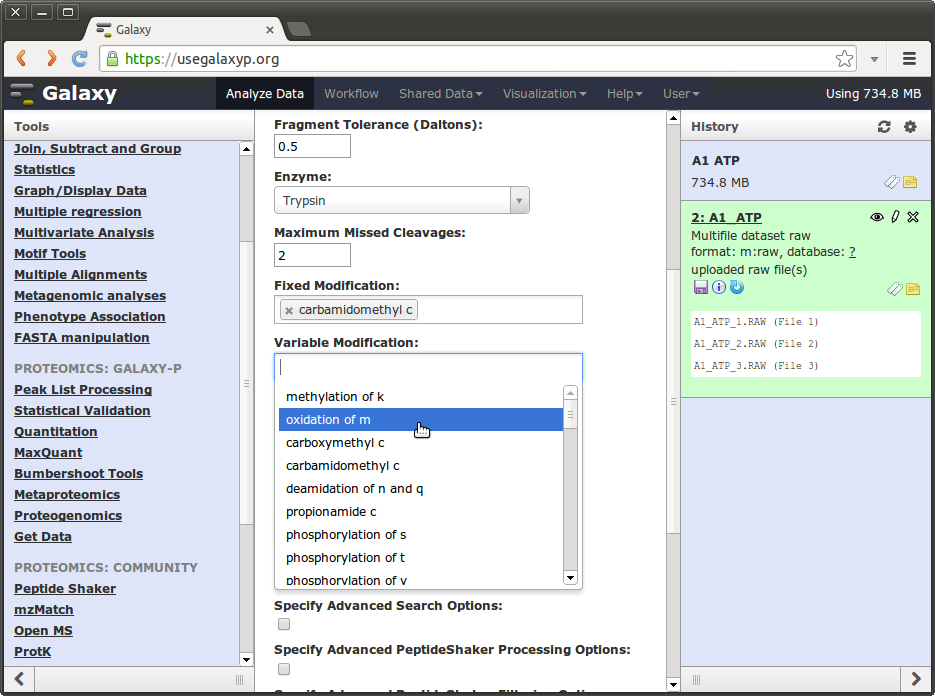 Galaxy
https://usegalaxyp.org
Galaxy
Analyze Data
Workflow
Shared Data
Visualization
Help
User
Using 734.8 MB
Tools
Join, Subtract and Group
Statistics
Graph/Display Data
Multiple regression
Multivariate Analysis
Motif Tools
Multiple Alignments
Metagenomic analyses
Phenotype Association
FASTA manipulation
PROTEOMICS: GALAXY-P
Peak List Processing
Statistical Validation
Quantitation
MaxQuant
Bumbershoot Tools
Metaproteomics
Proteogenomics
Get Data
PROTEOMICS: COMMUNITY
Peptide Shaker
mzMatch
Open MS
ProtK
Fragment Tolerance (Daltons):
0.5
Enzyme:
Trypsin
Maximum Missed Cleavages:
2
Fixed Modification:
carbamidomethyl c
Variable Modification:
methylation of k
oxidation of m
carboxymethyl c
carbamidomethyl c
deamidation of n and q
propionamide c
phosphorylation of s
phosphorylation of t
phosphorylation of y
Specify Advanced Search Options:
Specify Advanced PeptideShaker Processing Options:
History
A1 ATP
734.8 MB
2: A1_ATP
Multifile dataset raw
format: m:raw, database: ?
uploaded raw file(s)
A1_ATP_1.RAW (File 1)
A1_ATP_2.RAW (File 2)
A1_ATP_3.RAW (File 3)